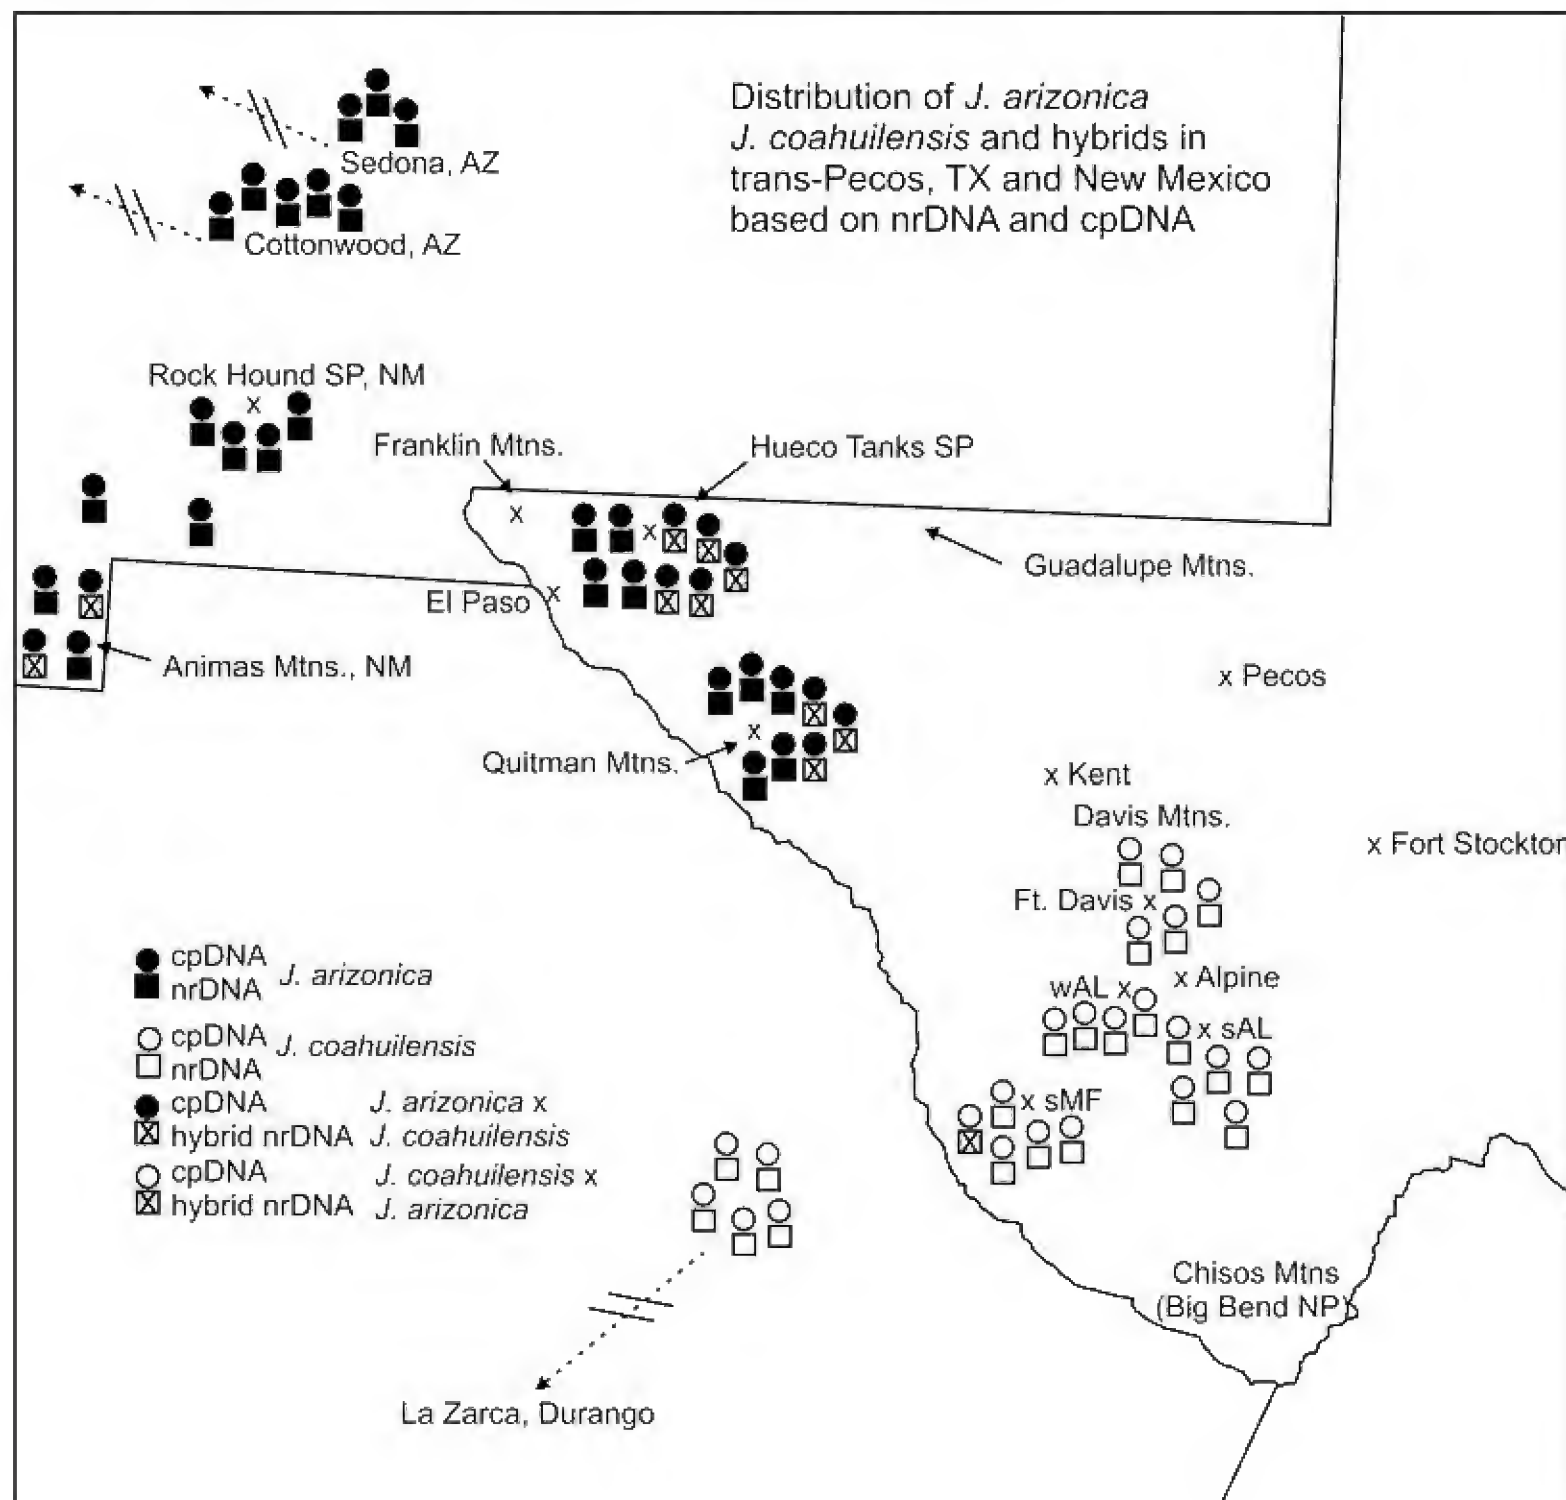 Distribution of J. arizonica
J. coahuilensis and hybrids in
trans-Pecos, TX and New Mexico
based on nrDNA and cpDNA
Sedona, AZ
Cottonwood, AZ
Rock Hound SP, NM
x
Franklin Mtns.
Hueco Tanks SP
x
x
Guadalupe Mtns.
El Paso x
Animas Mtns., NM
x Pecos
x
Quitman Mtns.
x Kent
Davis Mtns.
x Fort Stockton
Ft. Davis x
x Alpine
wAL x
x sAL
x sMF
cpDNA
nrDNA
J. arizonica
cpDNA
nrDNA
J. coahuilensis
cpDNA J. arizonica x
hybrid nrDNA J. coahuilensis
cpDNA J. coahuilensis x
hybrid nrDNA J. arizonica
Chisos Mtns
(Big Bend NP)
La Zarca, Durango